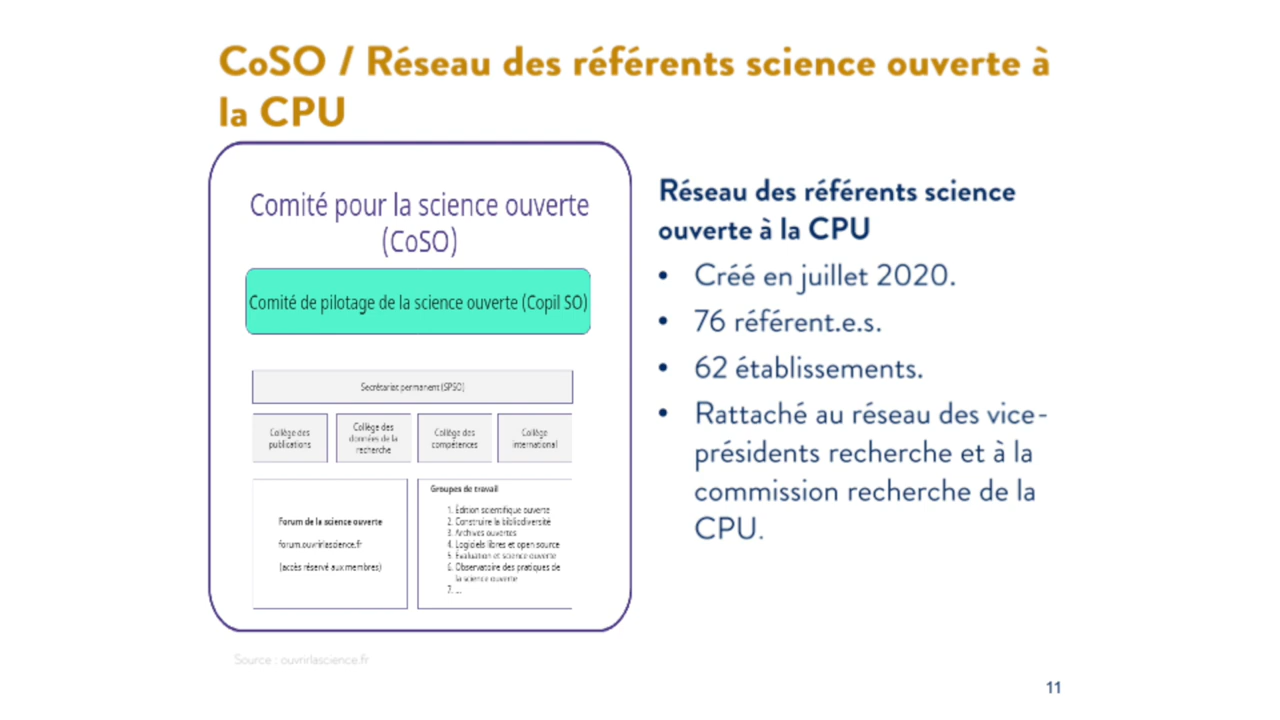 CoSO / Réseau des référents science ouverte à
la CPU
Comité pour la science ouverte
(CoSO)
Comité de pilotage de la science ouverte (Copil SO)
Secrétariat permanent (SPSO)
Collège des
publications
Collège des
données de la
recherche
Collège des
compétences
Collège
international
Forum de la science ouverte
forum.ouvrirlascience.fr
(accès réservé aux membres)
Groupes de travail
1. Édition scientifique ouverte
2. Construire la bibliodiversité
3. Archives ouvertes
4. Logiciels libres et open source
5. Évaluation et science ouverte
6. Observatoire des pratiques de
la science ouverte
7. ...
Réseau des référents science
ouverte à la CPU
• Créé en juillet 2020.
• 76 référent.e.s.
• 62 établissements.
• Rattaché au réseau des vice-
présidents recherche et à la
commission recherche de la
CPU.
Source : ouvrirlascience.fr
11